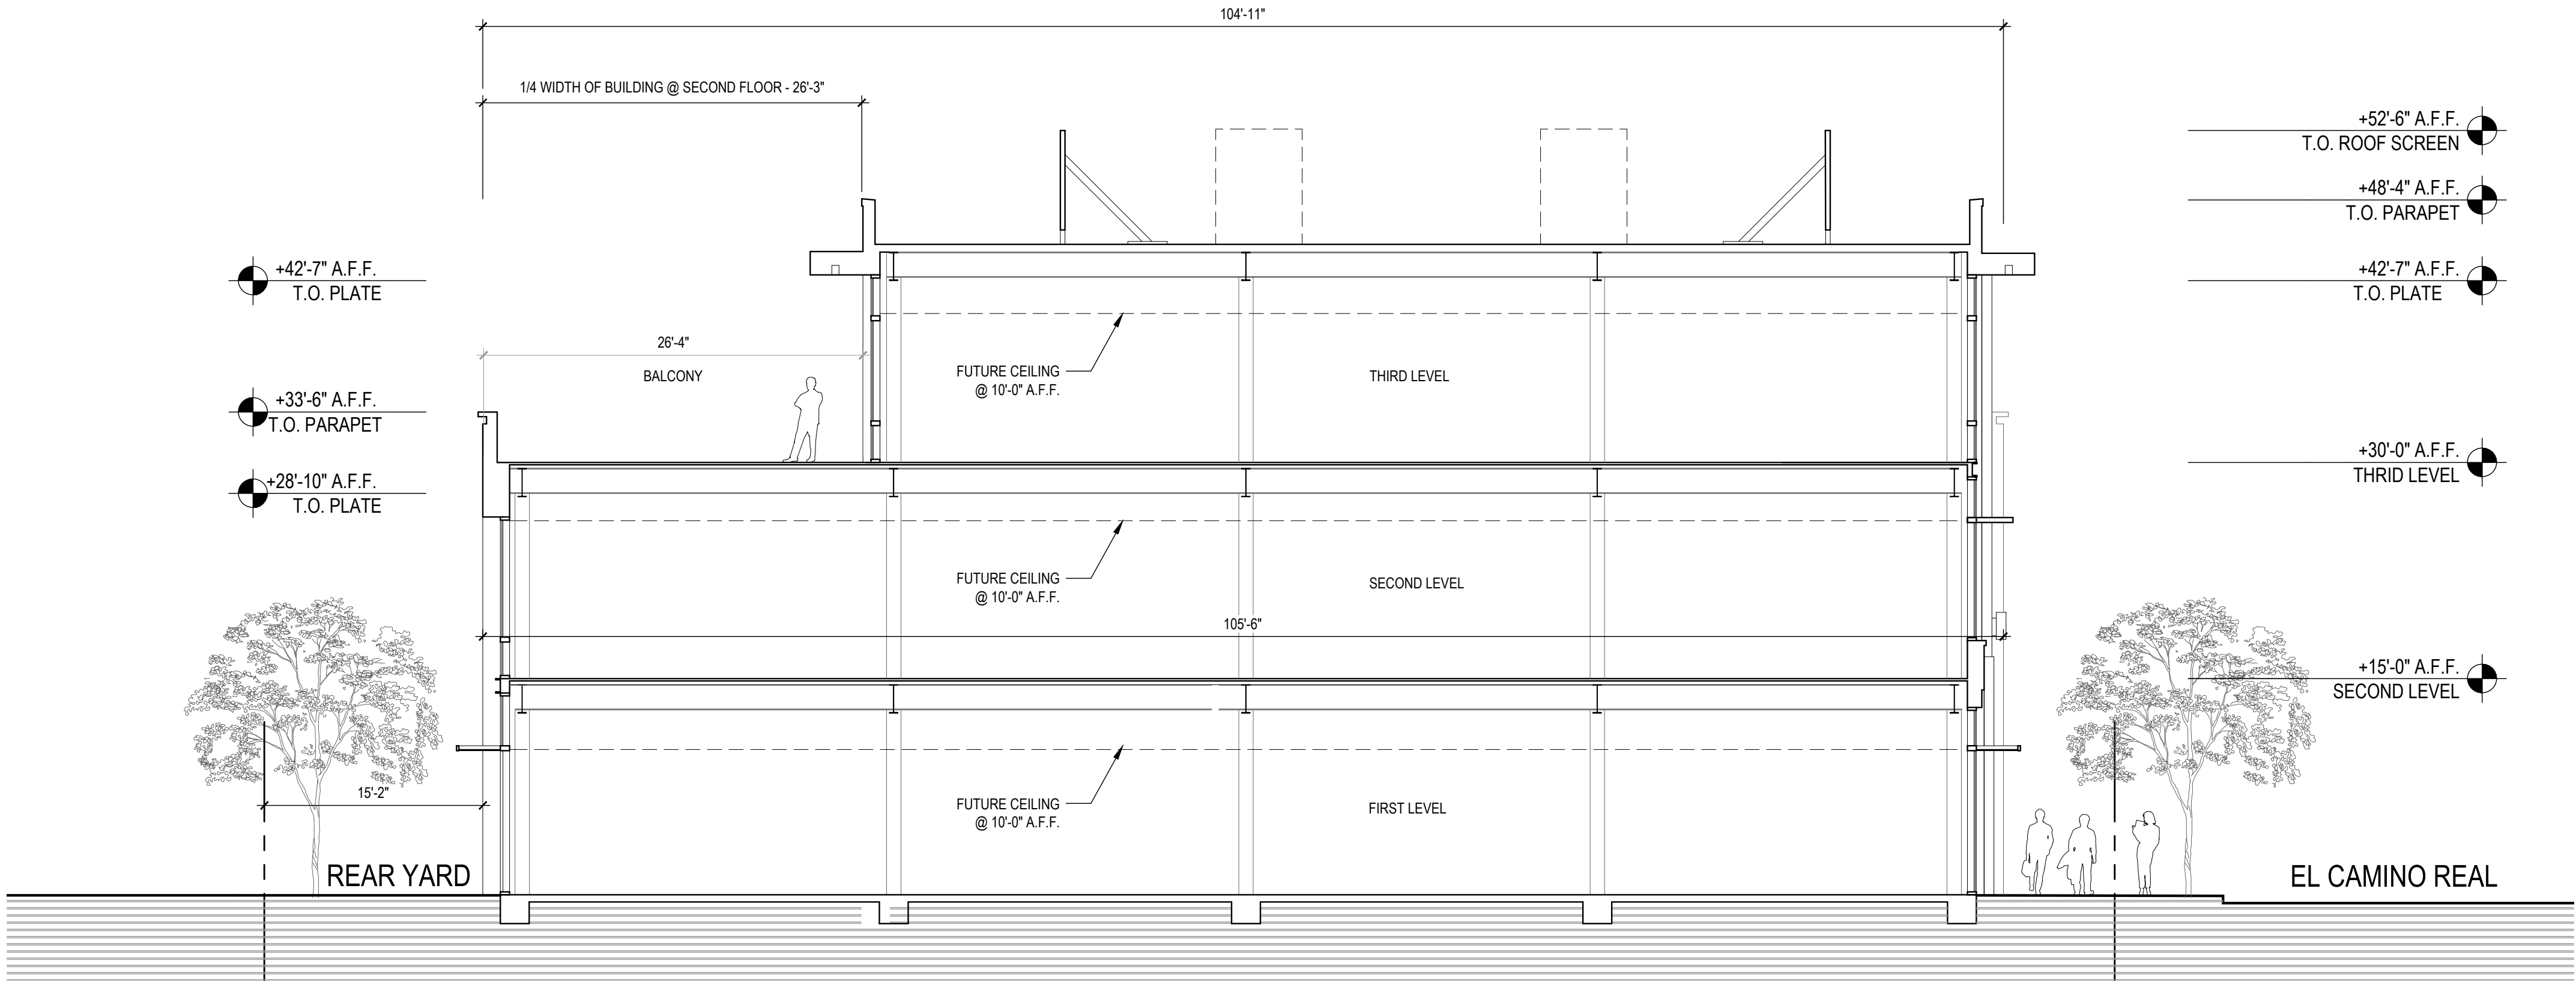 104'-11"
1/4 WIDTH OF BUILDING @ SECOND FLOOR - 26'-3"
+52'-6" A.F.F.
T.O. ROOF SCREEN
+48'-4" A.F.F.
T.O. PARAPET
+42'-7" A.F.F.
T.O. PLATE
+42'-7" A.F.F.
T.O. PLATE
26'-4"
BALCONY
FUTURE CEILING
@ 10'-0" A.F.F.
THIRD LEVEL
+33'-6" A.F.F.
T.O. PARAPET
+30'-0" A.F.F.
THRID LEVEL
+28'-10" A.F.F.
T.O. PLATE
FUTURE CEILING
@ 10'-0" A.F.F.
SECOND LEVEL
105'-6"
+15'-0" A.F.F.
SECOND LEVEL
15'-2"
FUTURE CEILING
@ 10'-0" A.F.F.
FIRST LEVEL
REAR YARD
EL CAMINO REAL